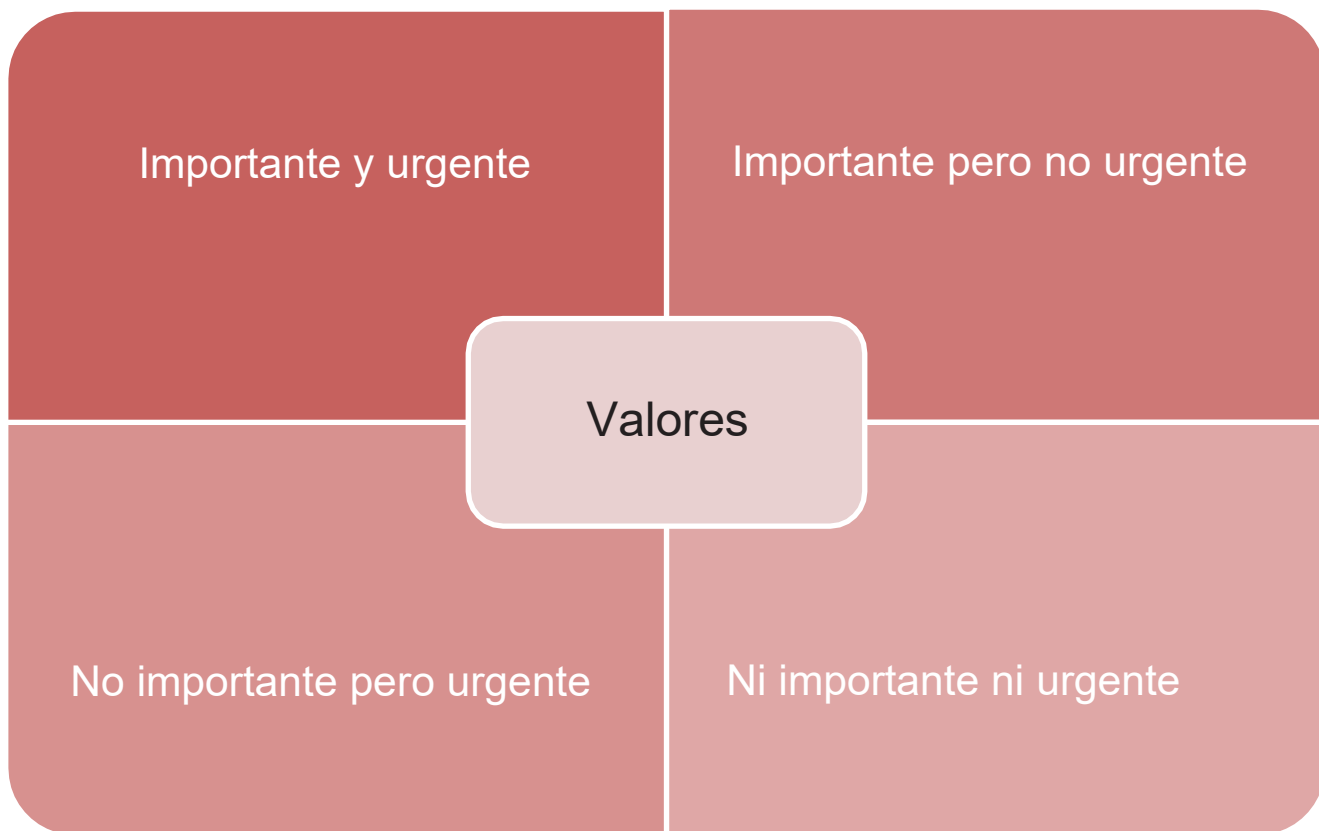 Importante y urgente
Importante pero no urgente
Valores
No importante pero urgente
Ni importante ni urgente